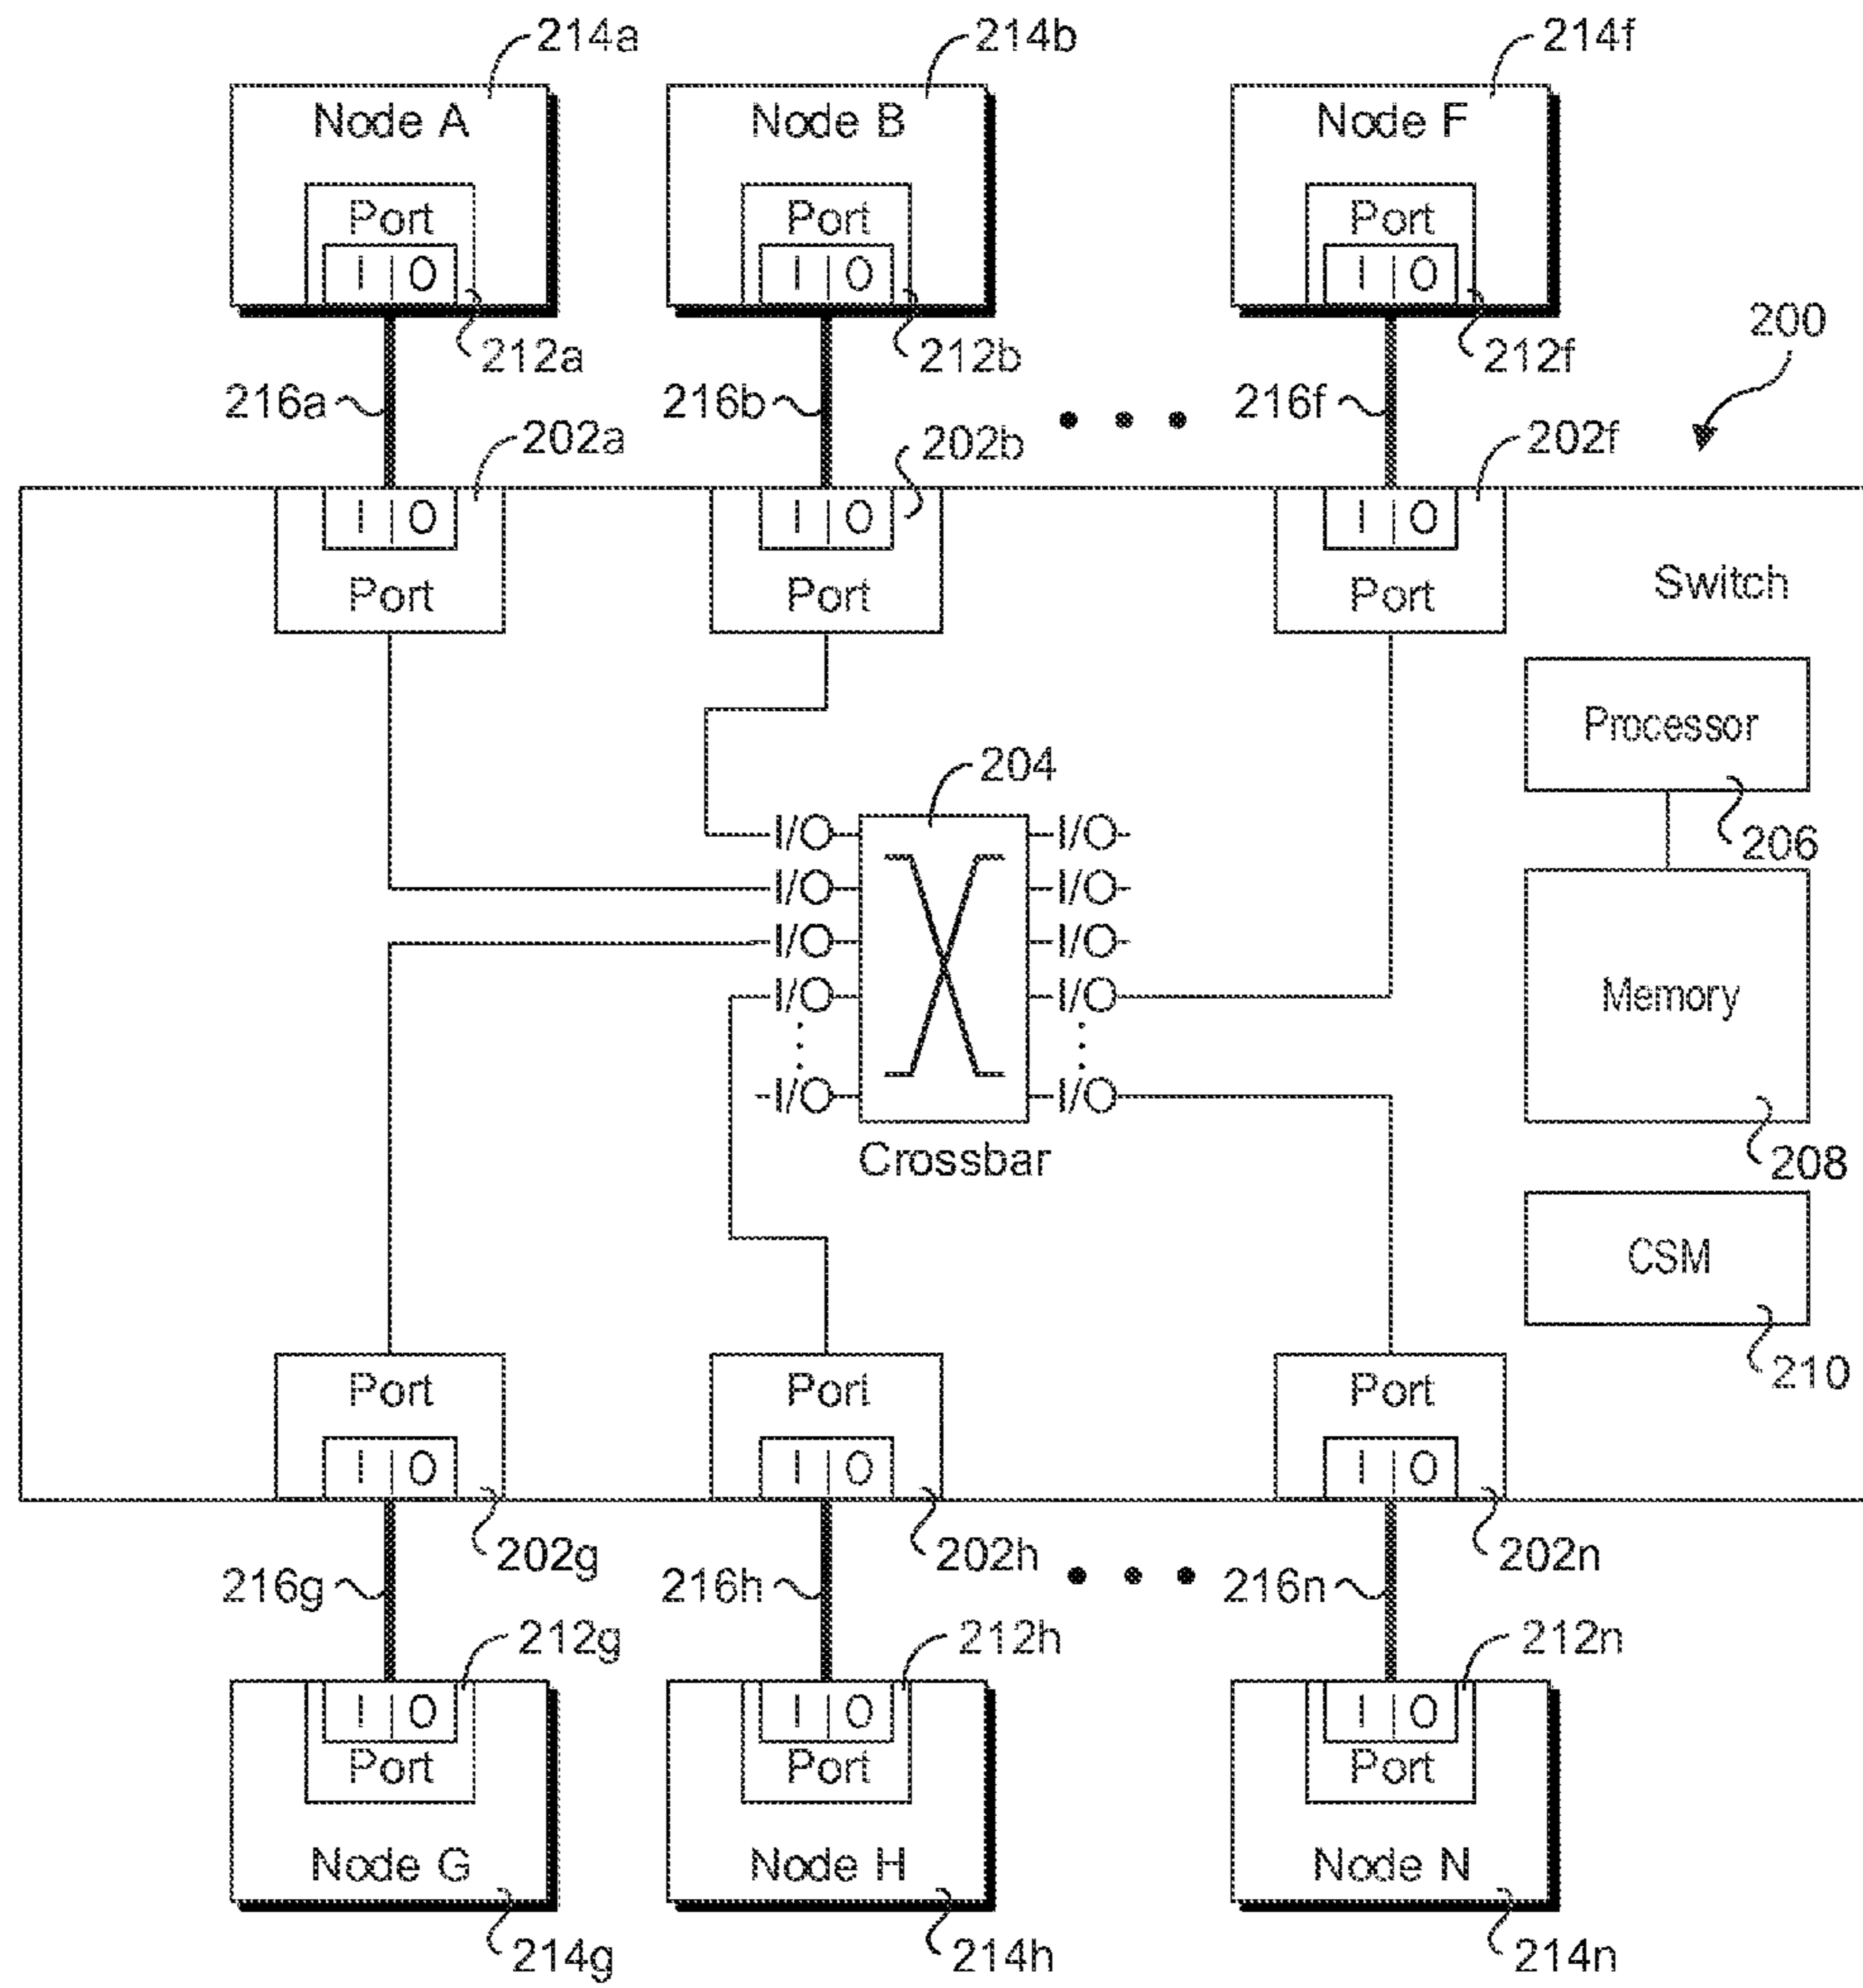 214a 214b 214f
Node A Node B Node F
Port Port Port
I O I O I O
200
212a 212b 212f
216a 216b 216f
202a 202b 202f
I O I O I O
Port Port Port
Switch
Processor
204
206
I/O I/O
I/O I/O
I/O I/O
I/O I/O
Memory
I/O I/O
Crossbar
208
CSM
210
Port Port Port
I O I O I O
202g 202h 202n
216g 216h 216n
212g 212h 212n
I O I O I O
Port Port Port
Node G Node H Node N
214g 214h 214n